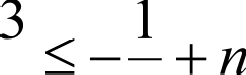 3
≤ - 1 + n